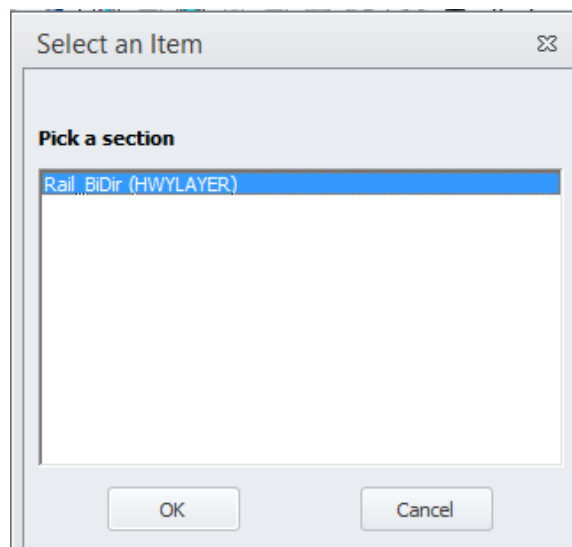 Select an Item
Pick a section
Rail_BiDir (HWYLAYER)
OK
Cancel